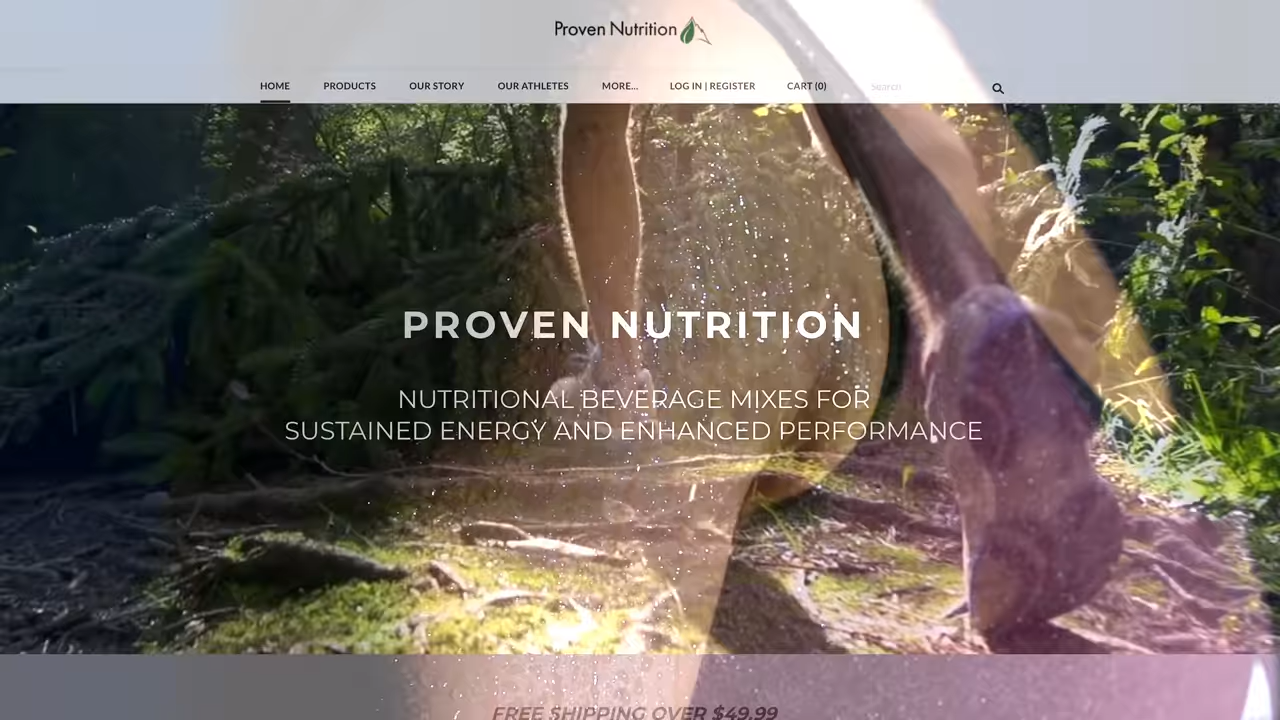 Proven Nutrition
HOME PRODUCTS OUR STORY OUR ATHLETES MORE... LOG IN | REGISTER CART (0) Search
PROVEN NUTRITION
NUTRITIONAL BEVERAGE MIXES FOR
SUSTAINED ENERGY AND ENHANCED PERFORMANCE
FREE SHIPPING OVER $49.99